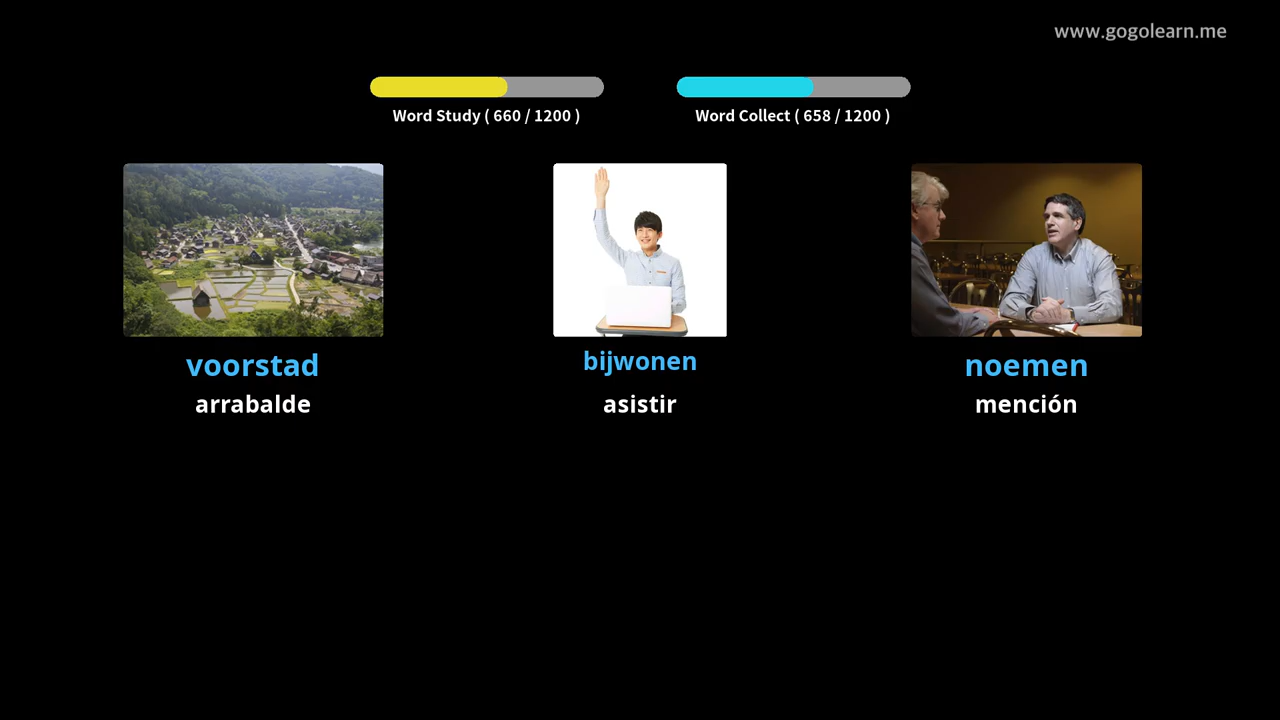 www.gogolearn.me
Word Study ( 660 / 1200 )
Word Collect ( 658 / 1200 )
voorstad
bijwonen
noemen
arrabalde
asistir
mención